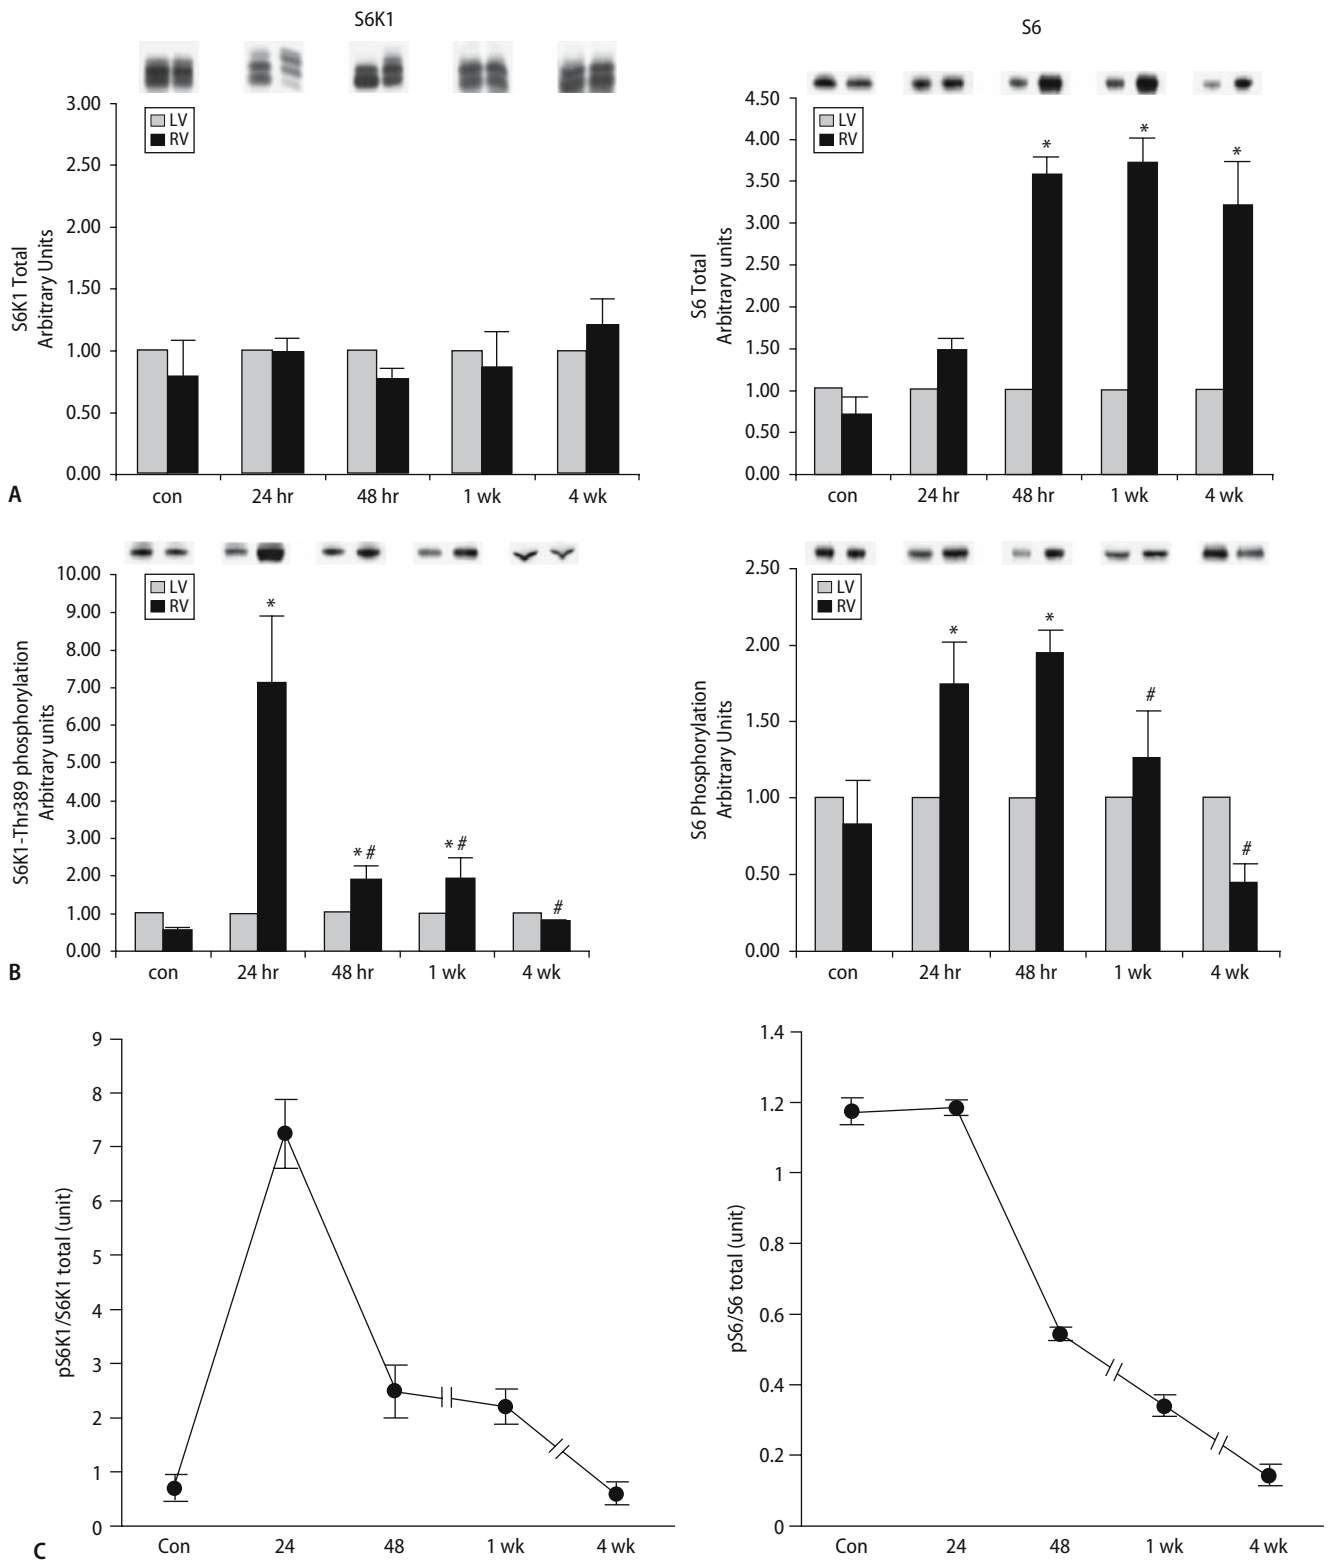 S6K1
S6
3.00
2.50
2.00
1.50
1.00
0.50
0.00
S6K1 Total
Arbitrary Units
LV
RV
con 24 hr 48 hr 1 wk 4 wk
A
4.50
4.00
3.50
3.00
2.50
2.00
1.50
1.00
0.50
0.00
S6 Total
Arbitrary units
LV
RV
* * *
con 24 hr 48 hr 1 wk 4 wk
10.00
9.00
8.00
7.00
6.00
5.00
4.00
3.00
2.00
1.00
0.00
S6K1-Thr389 phosphorylation
Arbitrary units
LV
RV
*
* # * #
#
con 24 hr 48 hr 1 wk 4 wk
B
2.50
2.00
1.50
1.00
0.50
0.00
S6 Phosphorylation
Arbitrary Units
LV
RV
* *
#
#
con 24 hr 48 hr 1 wk 4 wk
9
8
7
6
5
4
3
2
1
0
pS6K1/S6K1 total (unit)
Con 24 48 1 wk 4 wk
C
1.4
1.2
1
0.8
0.6
0.4
0.2
0
pS6/S6 total (unit)
Con 24 48 1 wk 4 wk